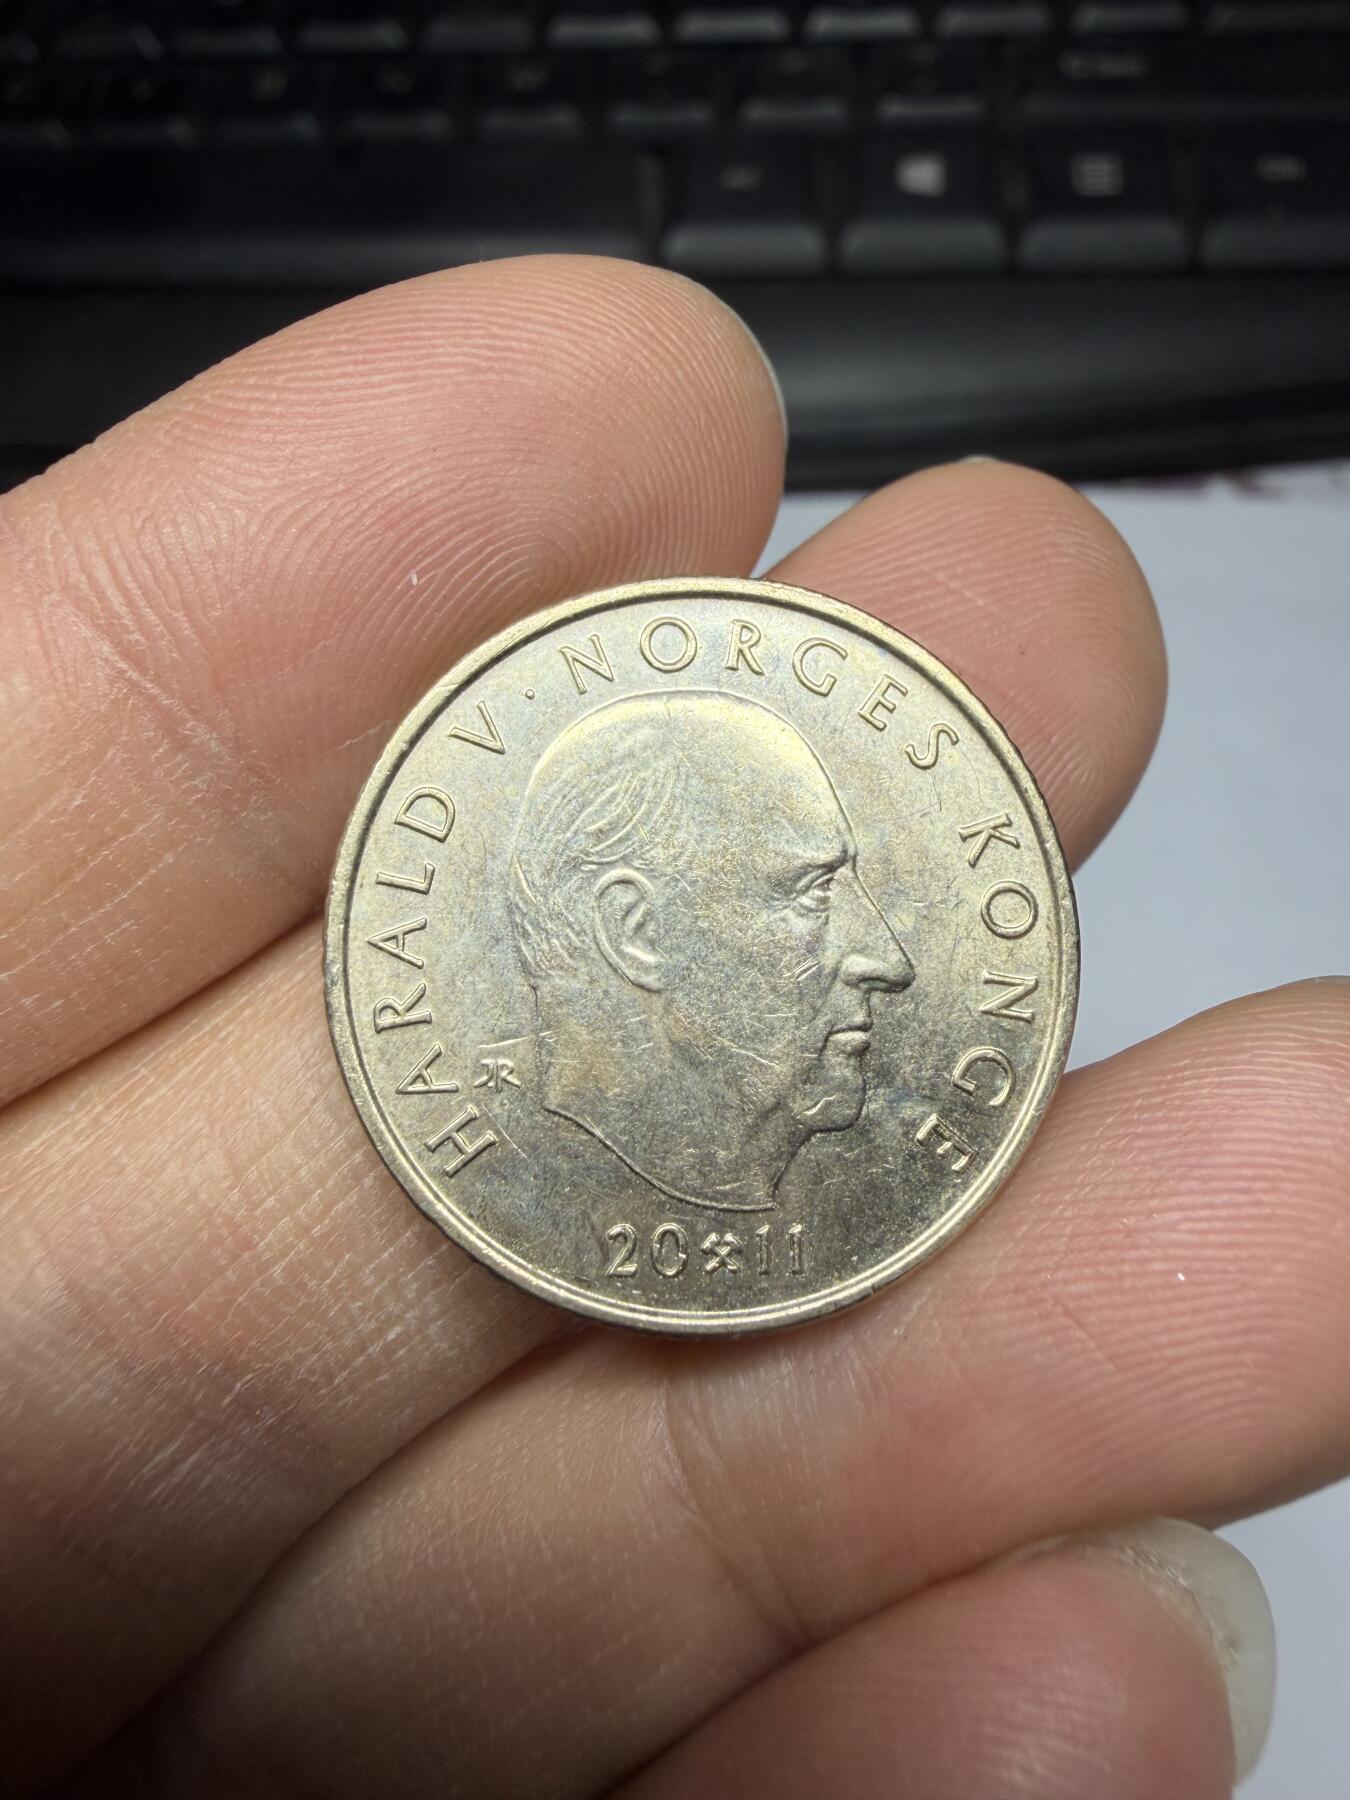 HARALD V · NORGES KONGE
JR
20⚒11